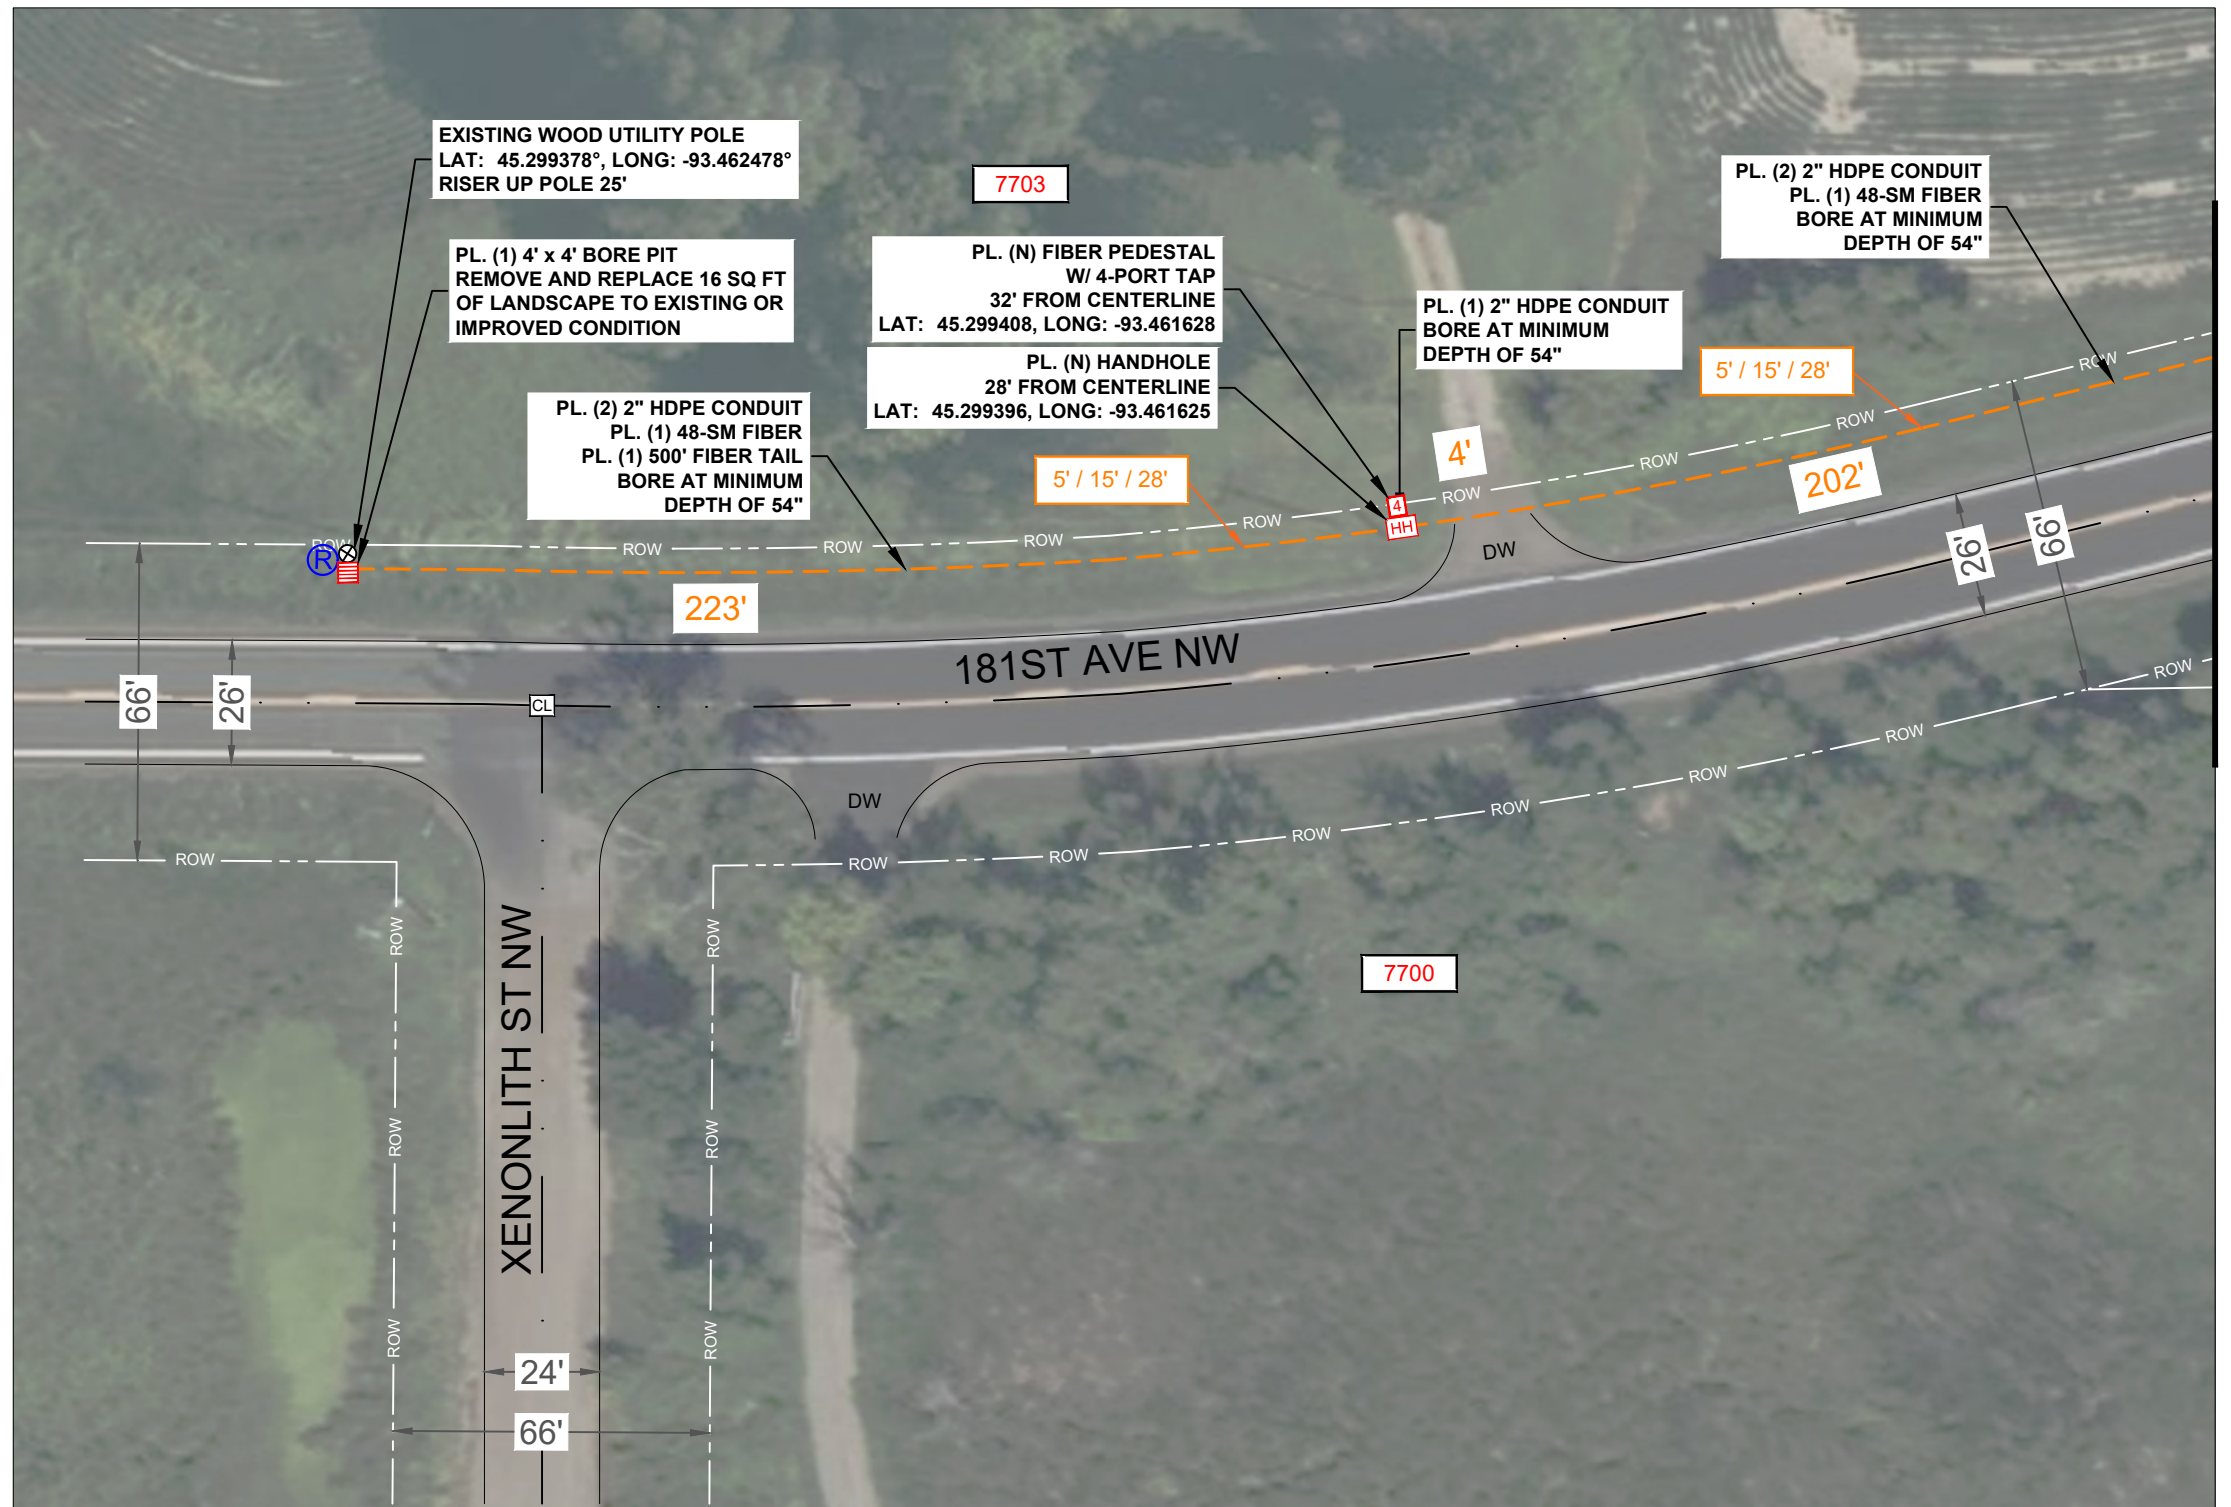 EXISTING WOOD UTILITY POLE
LAT: 45.299378°, LONG: -93.462478°
RISER UP POLE 25'
7703
PL. (2) 2" HDPE CONDUIT
PL. (1) 48-SM FIBER
BORE AT MINIMUM
DEPTH OF 54"
PL. (1) 4' x 4' BORE PIT
REMOVE AND REPLACE 16 SQ FT
OF LANDSCAPE TO EXISTING OR
IMPROVED CONDITION
PL. (N) FIBER PEDESTAL
W/ 4-PORT TAP
32' FROM CENTERLINE
LAT: 45.299408, LONG: -93.461628
PL. (1) 2" HDPE CONDUIT
BORE AT MINIMUM
DEPTH OF 54"
PL. (N) HANDHOLE
28' FROM CENTERLINE
LAT: 45.299396, LONG: -93.461625
5' / 15' / 28'
ROW
PL. (2) 2" HDPE CONDUIT
PL. (1) 48-SM FIBER
PL. (1) 500' FIBER TAIL
BORE AT MINIMUM
DEPTH OF 54"
ROW
4'
ROW
5' / 15' / 28'
202'
ROW
4
HH
ROW
ROW
ROW
ROW
ROW
R
DW
26'
66'
223'
181ST AVE NW
66'
26'
CL
ROW
ROW
ROW
DW
ROW
ROW
ROW
ROW
ROW
ROW
ROW
7700
XENONLITH ST NW
ROW
ROW
ROW
ROW
24'
66'